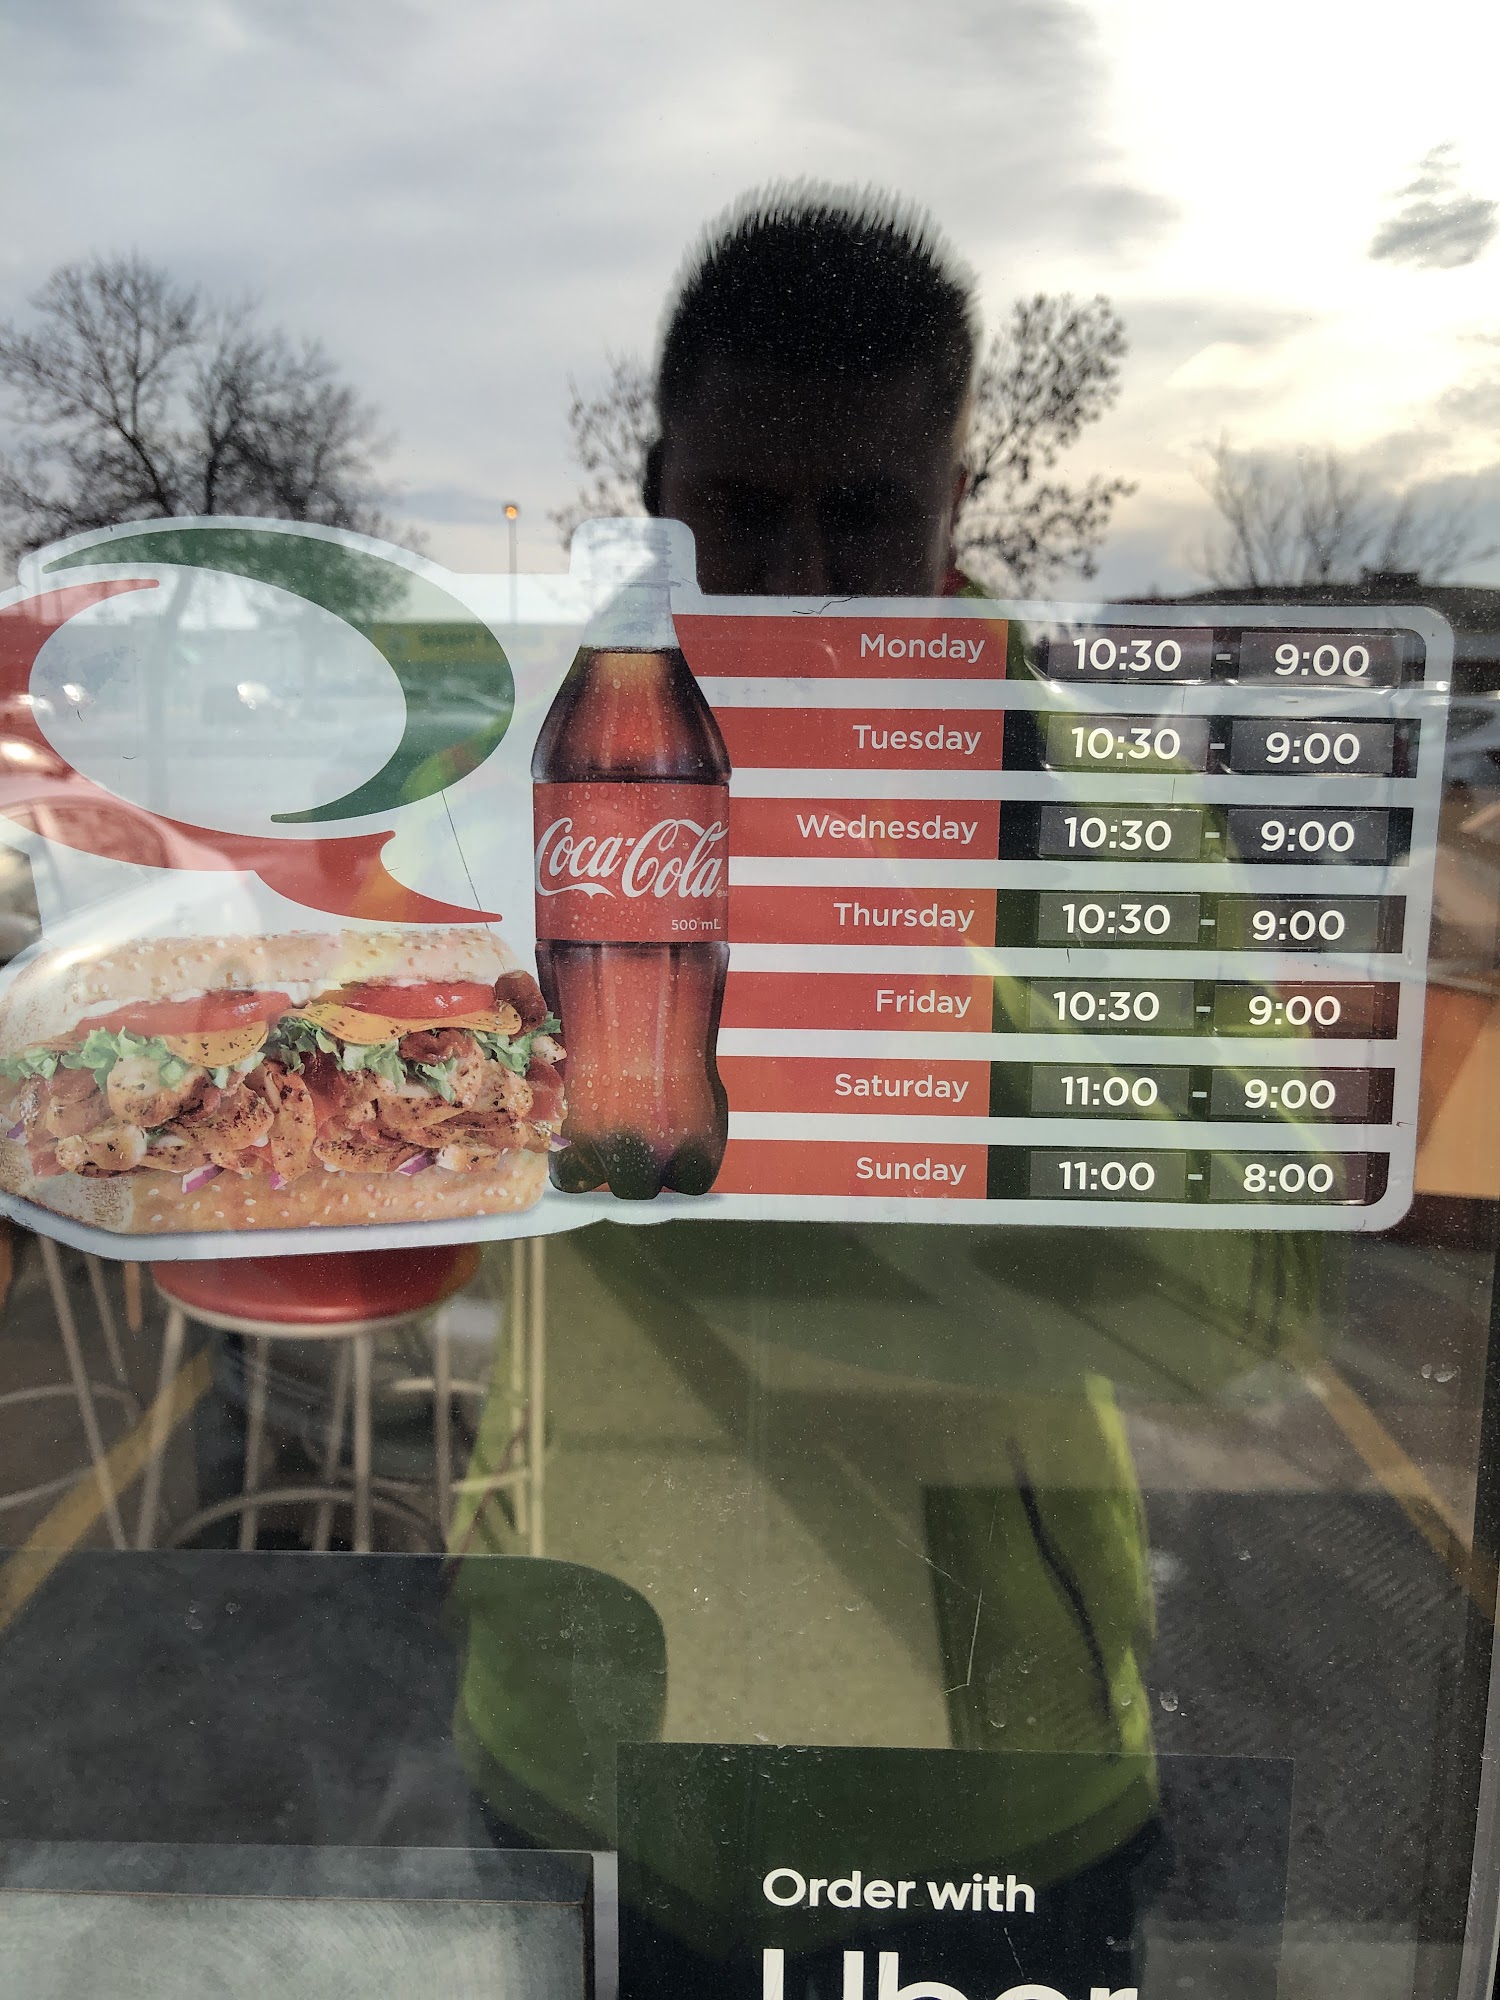 Monday 10:30 - 9:00
Tuesday 10:30 - 9:00
Wednesday 10:30 - 9:00
Thursday 10:30 - 9:00
Friday 10:30 - 9:00
Saturday 11:00 - 9:00
Sunday 11:00 - 8:00
Coca-Cola
500 mL
Order with
Uber